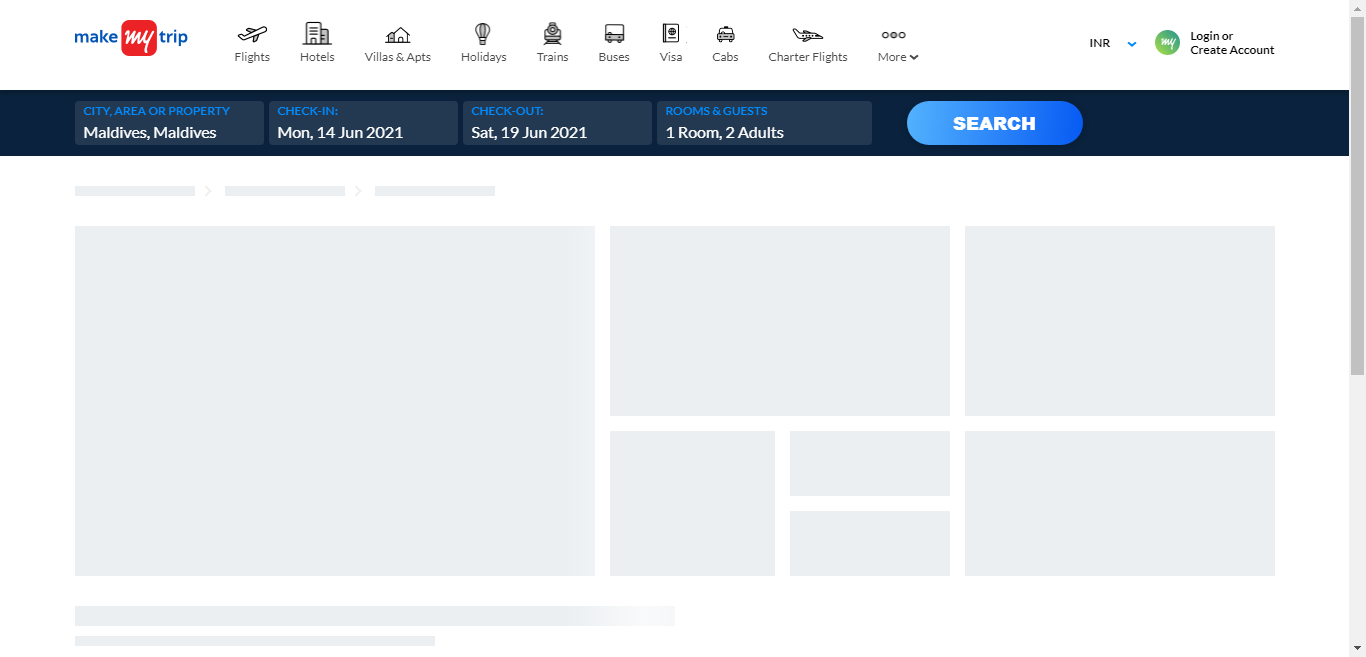 make my trip
Flights
Hotels
Villas & Apts
Holidays
Trains
Buses
Visa
Cabs
Charter Flights
More
INR
my
Login or
Create Account
CITY, AREA OR PROPERTY
Maldives, Maldives
CHECK-IN:
Mon, 14 Jun 2021
CHECK-OUT:
Sat, 19 Jun 2021
ROOMS & GUESTS
1 Room, 2 Adults
SEARCH